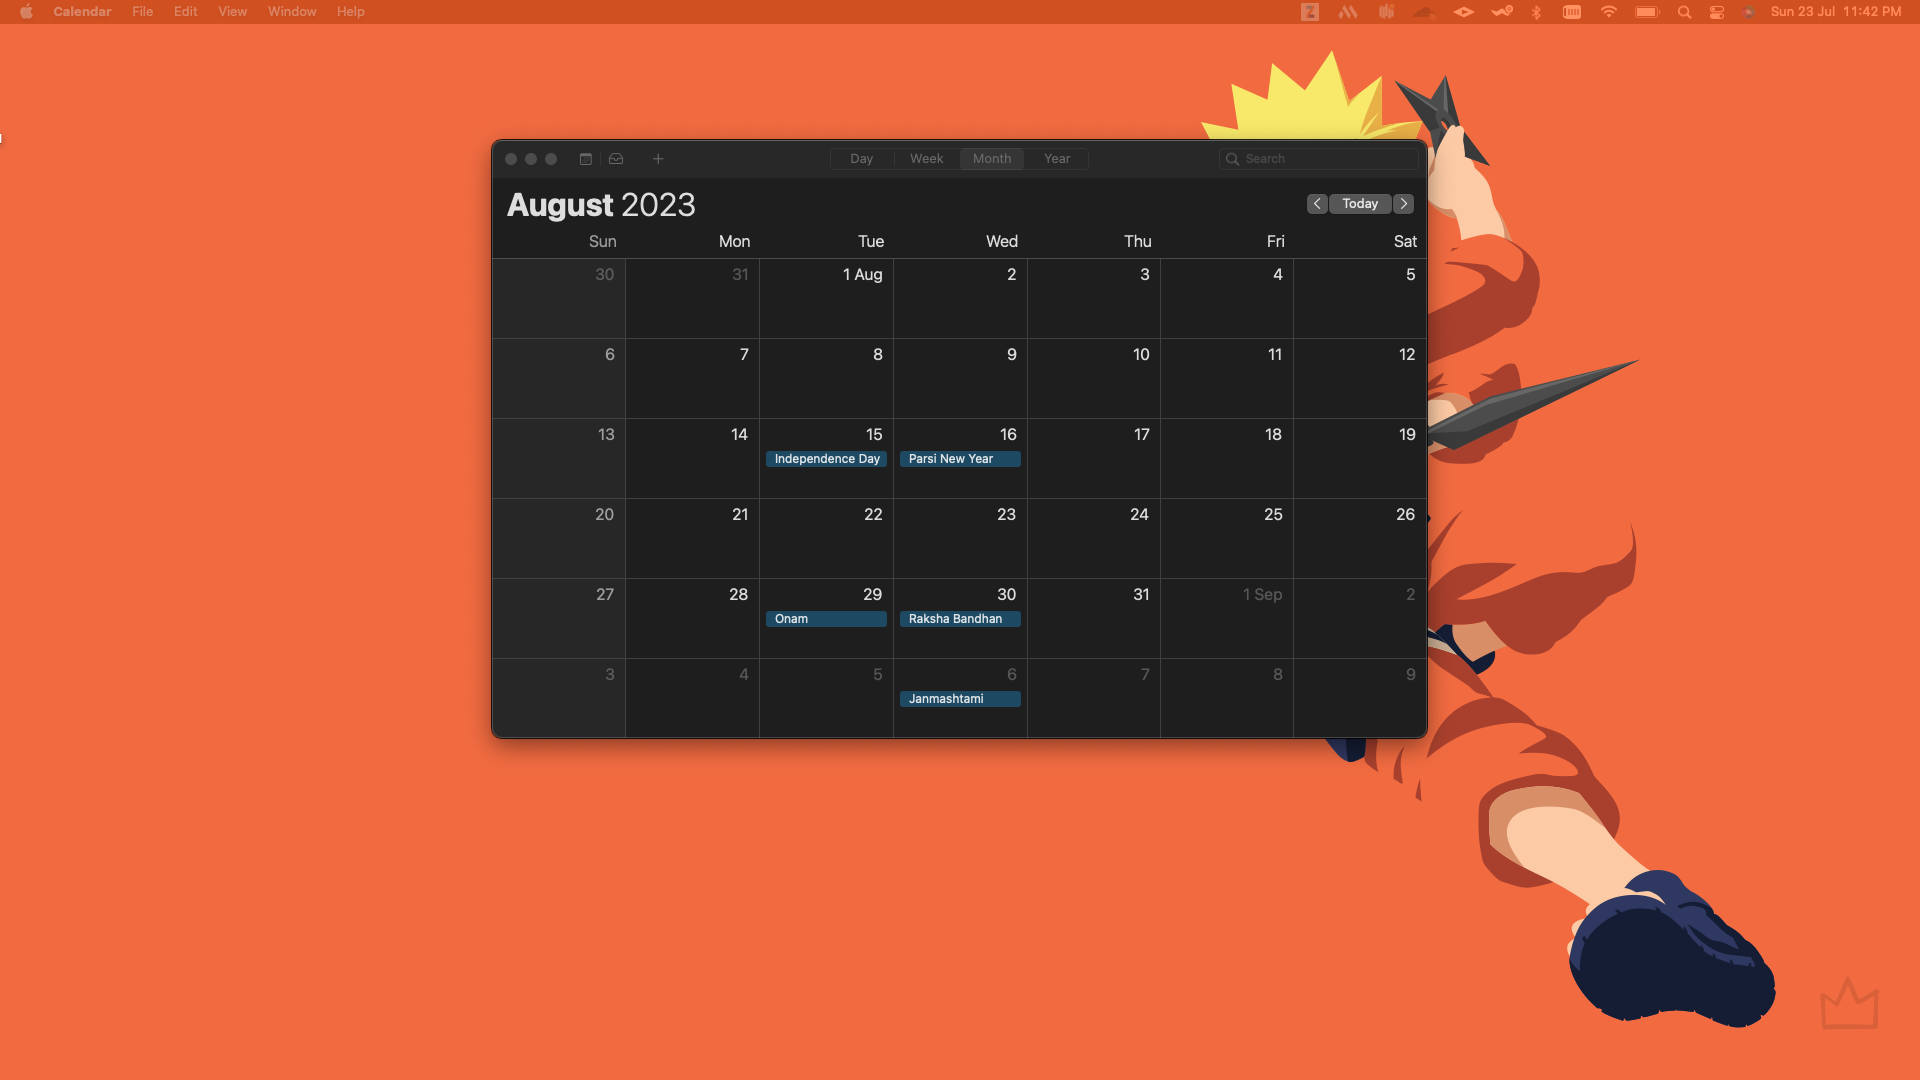 Calendar File Edit View Window Help Sun 23 Jul 11:42 PM
Day Week Month Year Search
August 2023 Today
Sun Mon Tue Wed Thu Fri Sat
30 31 1 Aug 2 3 4 5
6 7 8 9 10 11 12
13 14 15 16 17 18 19
Independence Day Parsi New Year
20 21 22 23 24 25 26
27 28 29 30 31 1 Sep 2
Onam Raksha Bandhan
3 4 5 6 7 8 9
Janmashtami